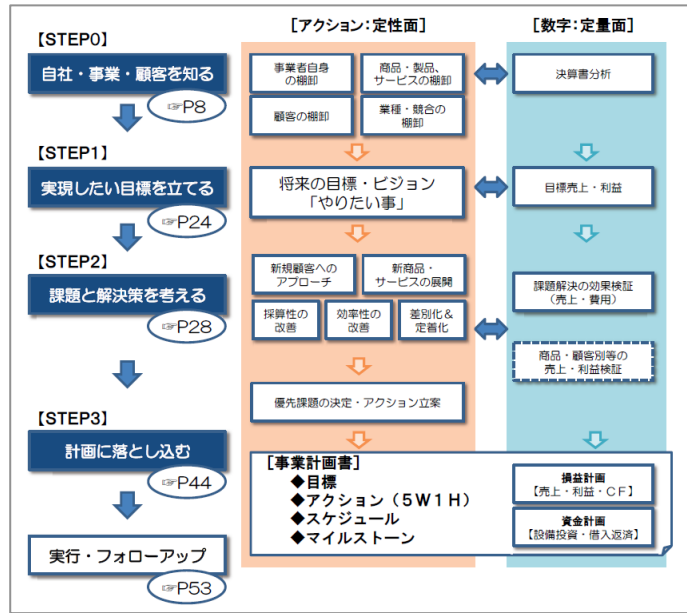 [アクション：定性面]
[数字：定量面]
【STEP0】
自社・事業・顧客を知る
☞P8
事業者自身
の棚卸
商品・製品、
サービスの棚卸
顧客の棚卸
業種・競合の
棚卸
決算書分析
【STEP1】
実現したい目標を立てる
☞P24
将来の目標・ビジョン
「やりたい事」
目標売上・利益
【STEP2】
課題と解決策を考える
☞P28
新規顧客への
アプローチ
新商品・
サービスの展開
採算性の
改善
効率性の
改善
差別化＆
定着化
課題解決の効果検証
（売上・費用）
商品・顧客別等の
売上・利益検証
優先課題の決定・アクション立案
【STEP3】
計画に落とし込む
☞P44
[事業計画書]
◆目標
◆アクション（５Ｗ１Ｈ）
◆スケジュール
◆マイルストーン
損益計画
【売上・利益・ＣＦ】
資金計画
【設備投資・借入返済】
実行・フォローアップ
☞P53